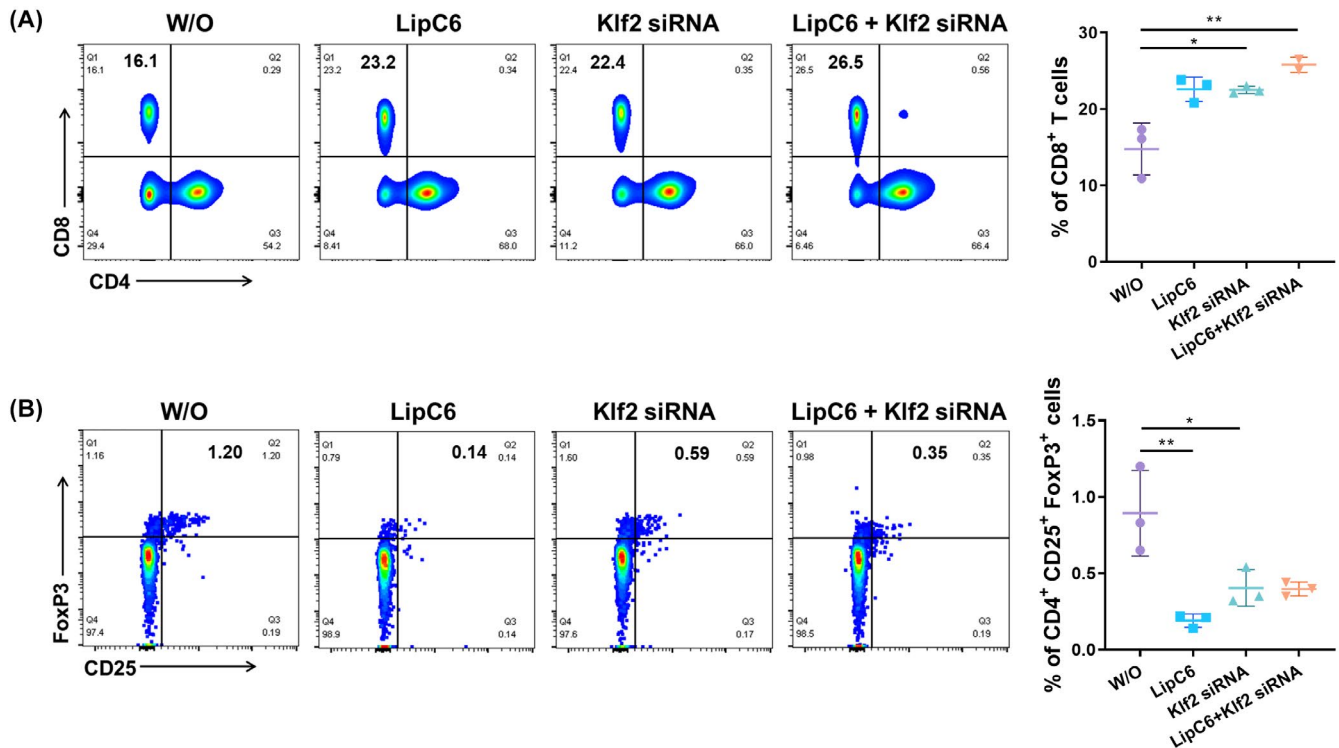 (A)
W/O
LipC6
Klf2 siRNA
LipC6 + Klf2 siRNA
Q1
16.1
16.1
Q2
0.29
Q4
29.4
Q3
54.2
Q1
23.2
23.2
Q2
0.34
Q4
8.41
Q3
68.0
Q1
22.4
22.4
Q2
0.35
Q4
11.2
Q3
66.0
Q1
26.5
26.5
Q2
0.56
Q4
6.46
Q3
66.4
CD8
CD4
% of CD8+ T cells
30
20
10
0
**
*
W/O
LipC6
Klf2 siRNA
LipC6+Klf2 siRNA
(B)
W/O
LipC6
Klf2 siRNA
LipC6 + Klf2 siRNA
Q1
1.16
1.20
Q2
1.20
Q4
97.4
Q3
0.19
Q1
0.79
0.14
Q2
0.14
Q4
98.9
Q3
0.14
Q1
1.60
0.59
Q2
0.59
Q4
97.6
Q3
0.17
Q1
0.98
0.35
Q2
0.35
Q4
98.5
Q3
0.19
FoxP3
CD25
% of CD4+ CD25+ FoxP3+ cells
1.5
1.0
0.5
0.0
*
**
W/O
LipC6
Klf2 siRNA
LipC6+Klf2 siRNA